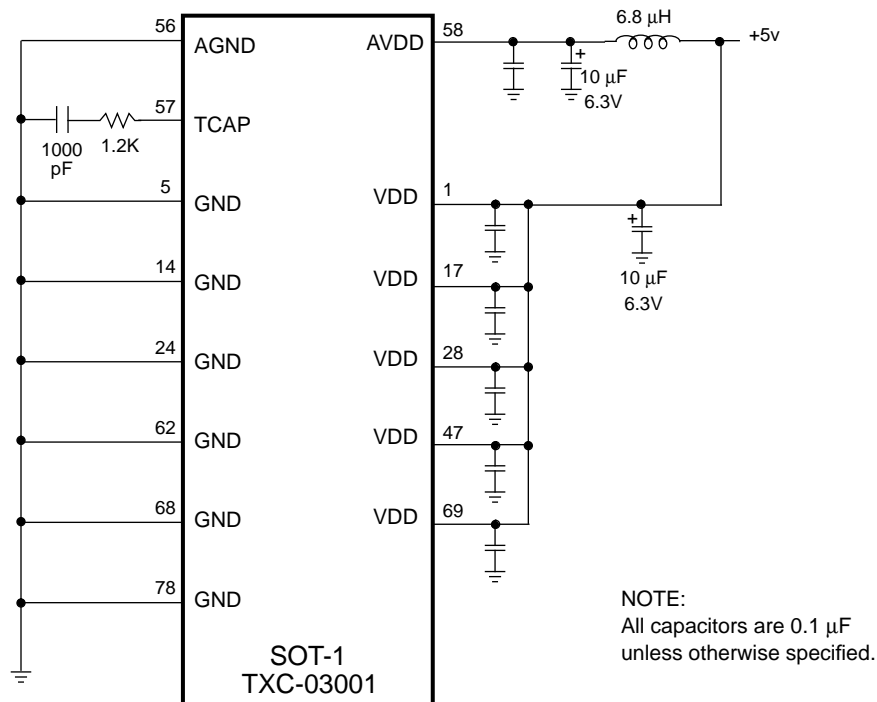 56
AGND
AVDD
58
6.8 μH
+5v
+
10 μF
6.3V
57
TCAP
1000
pF
1.2K
5
GND
VDD
1
+
10 μF
6.3V
14
GND
VDD
17
24
GND
VDD
28
62
GND
VDD
47
68
GND
VDD
69
78
GND
SOT-1
TXC-03001
NOTE:
All capacitors are 0.1 μF
unless otherwise specified.